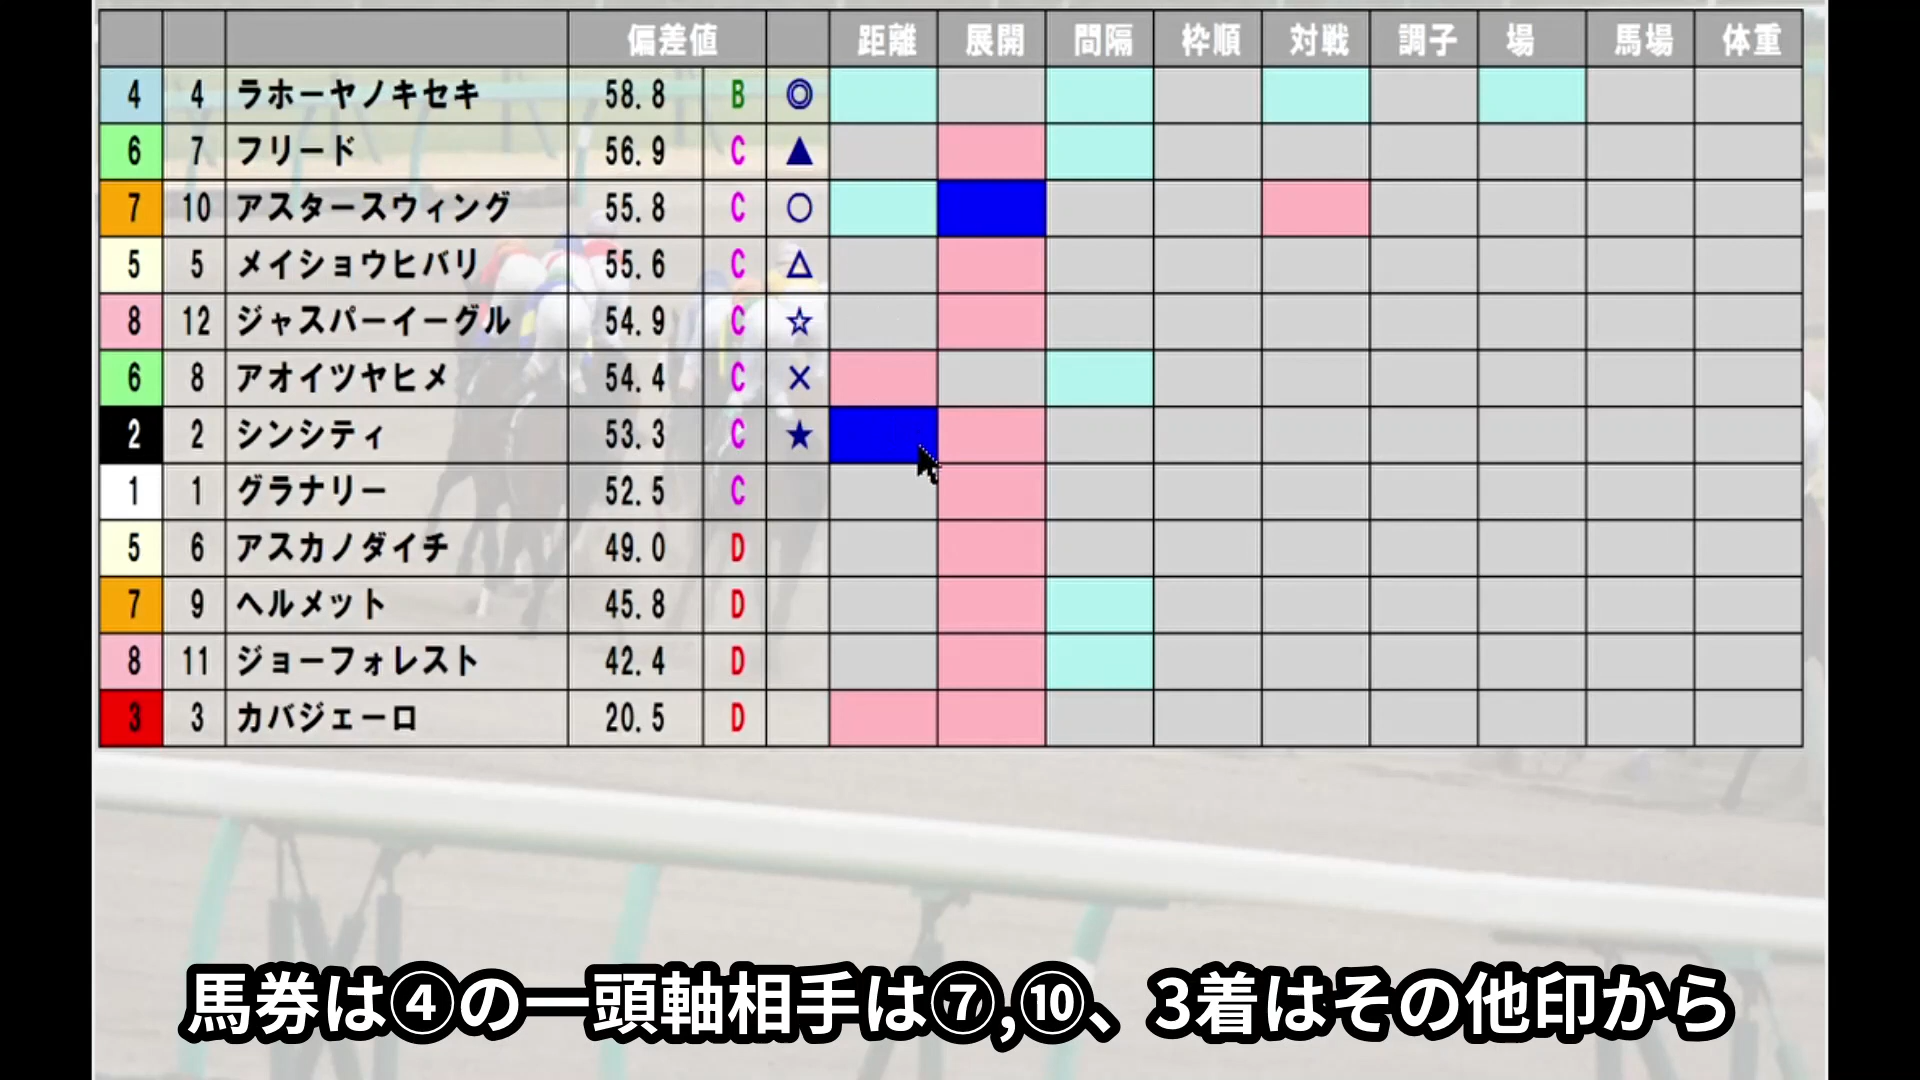 偏差値 距離 展開 間隔 枠順 対戦 調子 場 馬場 体重
4 4 ラホーヤノキセキ 58.8 B ◎
6 7 フリード 56.9 C ▲
7 10 アスタースウィング 55.8 C ○
5 5 メイショウヒバリ 55.6 C △
8 12 ジャスパーイーグル 54.9 C ☆
6 8 アオイツヤヒメ 54.4 C ×
2 2 シンシティ 53.3 C ★
1 1 グラナリー 52.5 C
5 6 アスカノダイチ 49.0 D
7 9 ヘルメット 45.8 D
8 11 ジョーフォレスト 42.4 D
3 3 カバジェーロ 20.5 D
馬券は④の一頭軸相手は⑦,⑩、3着はその他印から